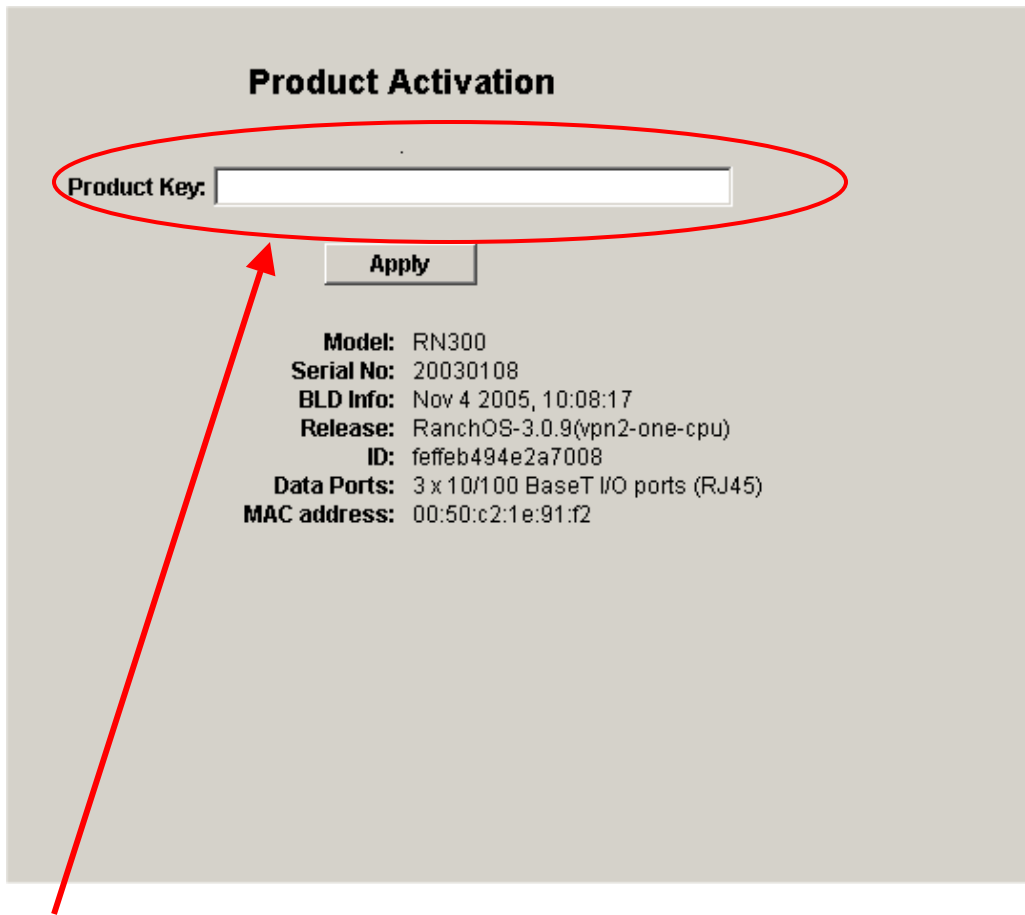 Product Activation
Product Key:
Apply
Model: RN300
Serial No: 20030108
BLD Info: Nov 4 2005, 10:08:17
Release: RanchOS-3.0.9(vpn2-one-cpu)
ID: feffeb494e2a7008
Data Ports: 3 x 10/100 BaseT I/O ports (RJ45)
MAC address: 00:50:c2:1e:91:f2